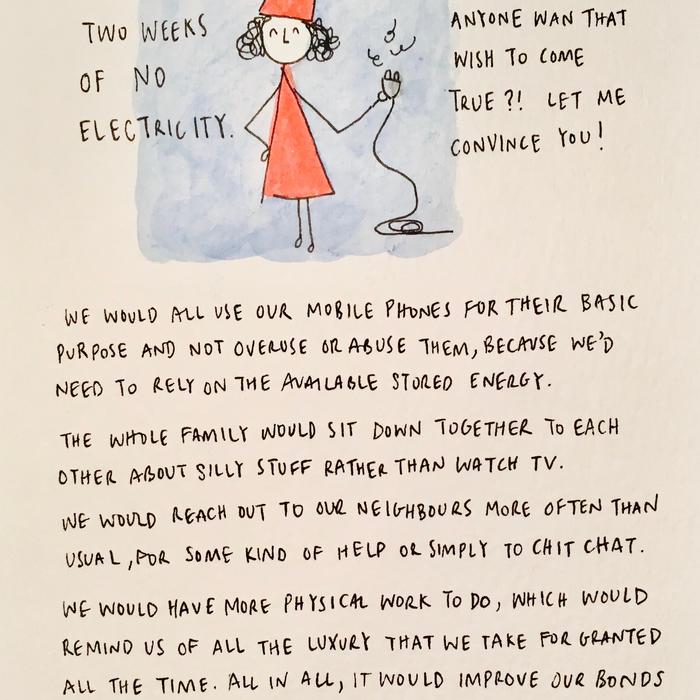 TWO WEEKS
OF NO
ELECTRICITY.
ANYONE WAN THAT
WISH TO COME
TRUE?! LET ME
CONVINCE YOU!
WE WOULD ALL USE OUR MOBILE PHONES FOR THEIR BASIC
PURPOSE AND NOT OVERUSE OR ABUSE THEM, BECAUSE WE'D
NEED TO RELY ON THE AVAILABLE STORED ENERGY.
THE WHOLE FAMILY WOULD SIT DOWN TOGETHER TO EACH
OTHER ABOUT SILLY STUFF RATHER THAN WATCH TV.
WE WOULD REACH OUT TO OUR NEIGHBOURS MORE OFTEN THAN
USUAL, FOR SOME KIND OF HELP OR SIMPLY TO CHIT CHAT.
WE WOULD HAVE MORE PHYSICAL WORK TO DO, WHICH WOULD
REMIND US OF ALL THE LUXURY THAT WE TAKE FOR GRANTED
ALL THE TIME. ALL IN ALL, IT WOULD IMPROVE OUR BONDS